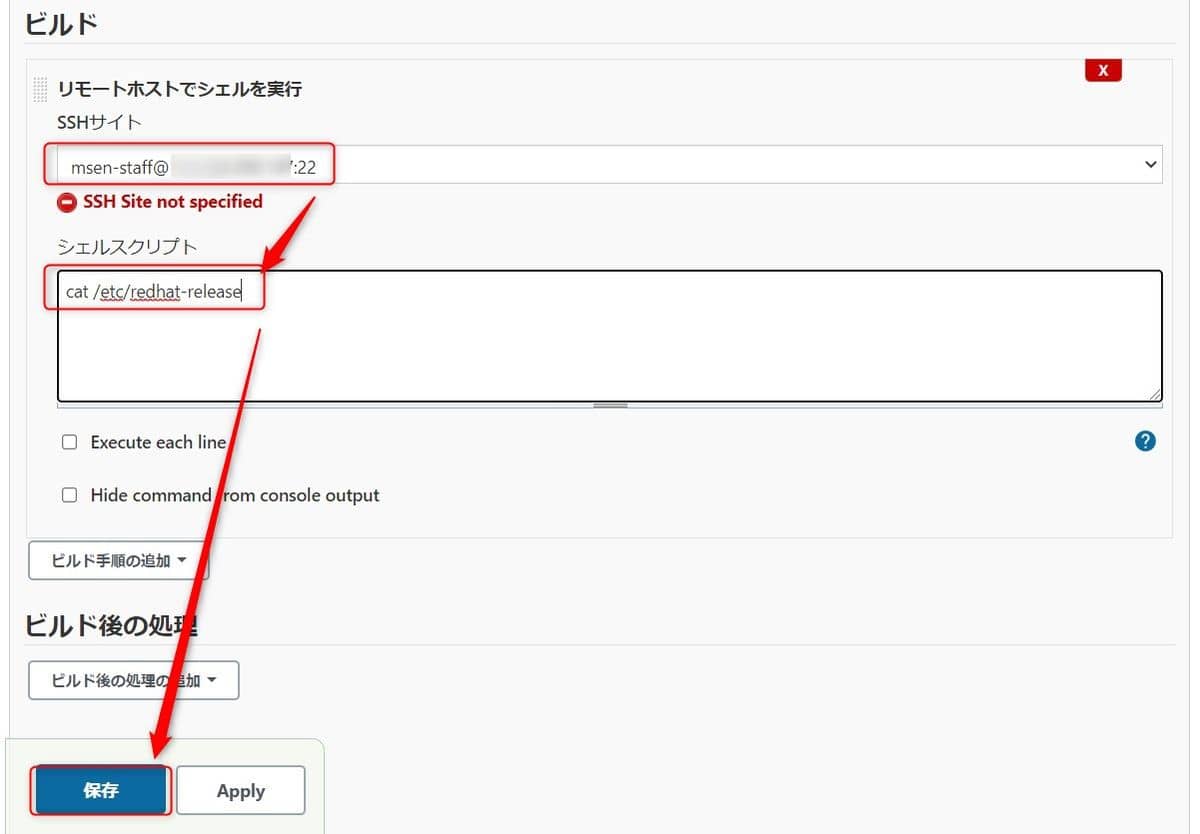 ビルド
X
リモートホストでシェルを実行
SSHサイト
msen-staff@ :22
SSH Site not specified
シェルスクリプト
cat /etc/redhat-release
Execute each line
?
Hide command from console output
ビルド手順の追加
ビルド後の処理
ビルド後の処理の追加
保存
Apply